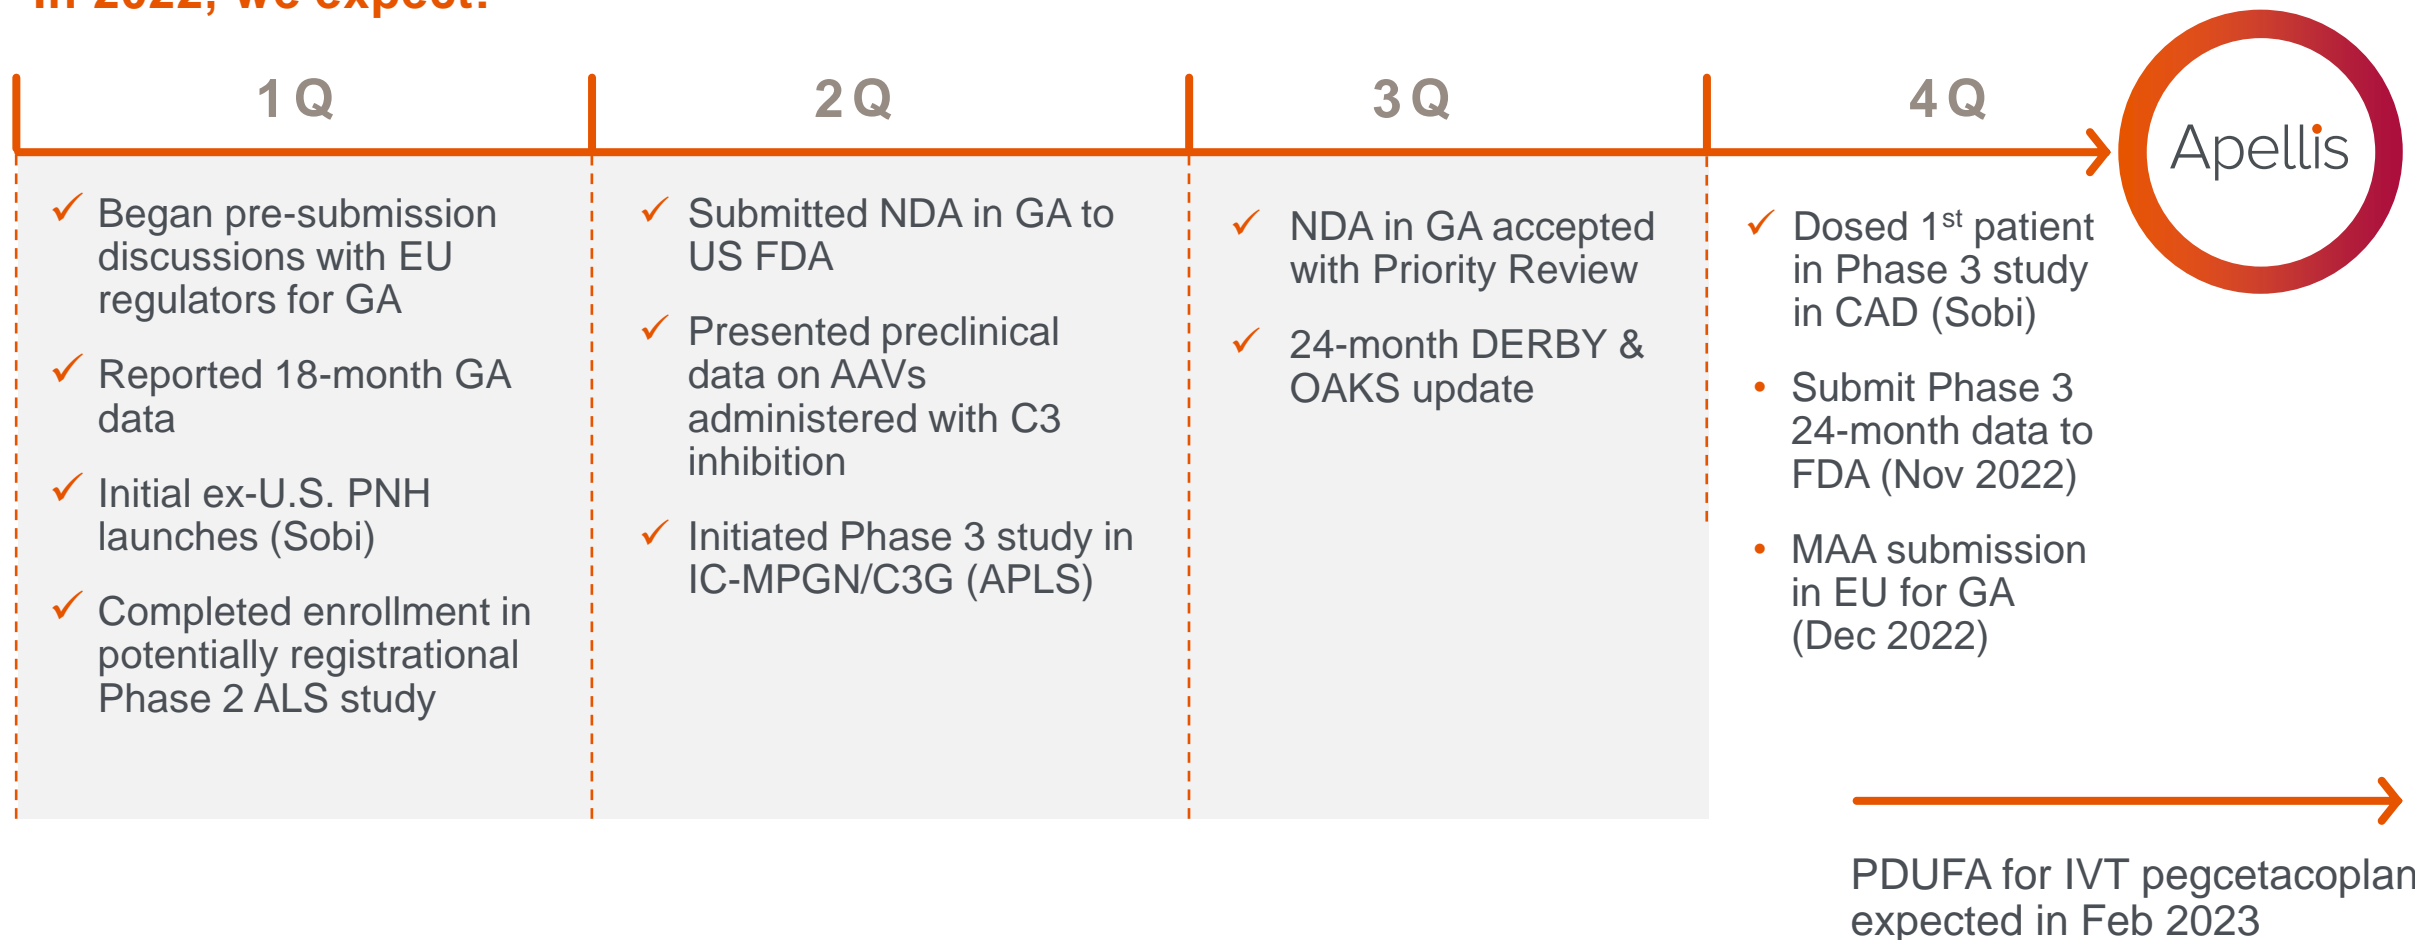 in 2022, we expect:
1Q
2Q
3Q
4Q
Apellis
✓ Began pre-submission
discussions with EU
regulators for GA
✓ Reported 18-month GA
data
✓ Initial ex-U.S. PNH
launches (Sobi)
✓ Completed enrollment in
potentially registrational
Phase 2 ALS study
✓ Submitted NDA in GA to
US FDA
✓ Presented preclinical
data on AAVs
administered with C3
inhibition
✓ Initiated Phase 3 study in
IC-MPGN/C3G (APLS)
✓ NDA in GA accepted
with Priority Review
✓ 24-month DERBY &
OAKS update
✓ Dosed 1st patient
in Phase 3 study
in CAD (Sobi)
• Submit Phase 3
24-month data to
FDA (Nov 2022)
• MAA submission
in EU for GA
(Dec 2022)
PDUFA for IVT pegcetacoplan
expected in Feb 2023